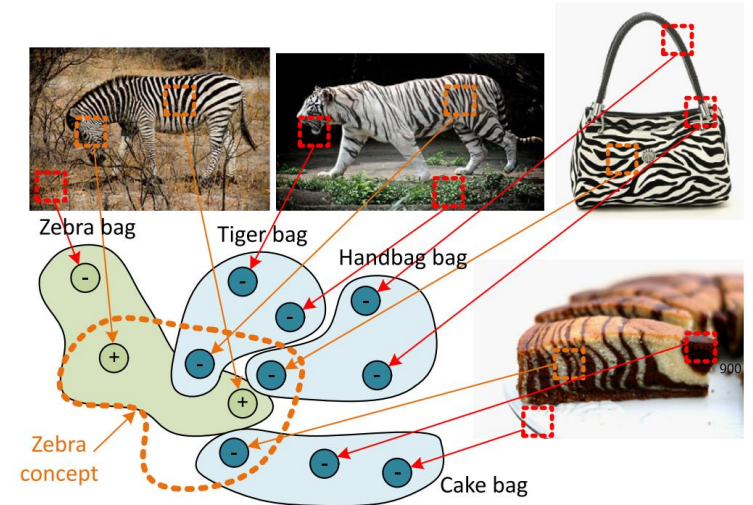 Zebra bag
Tiger bag
Handbag bag
-
-
-
-
900
+
-
-
-
+
Zebra
concept
-
-
-
Cake bag